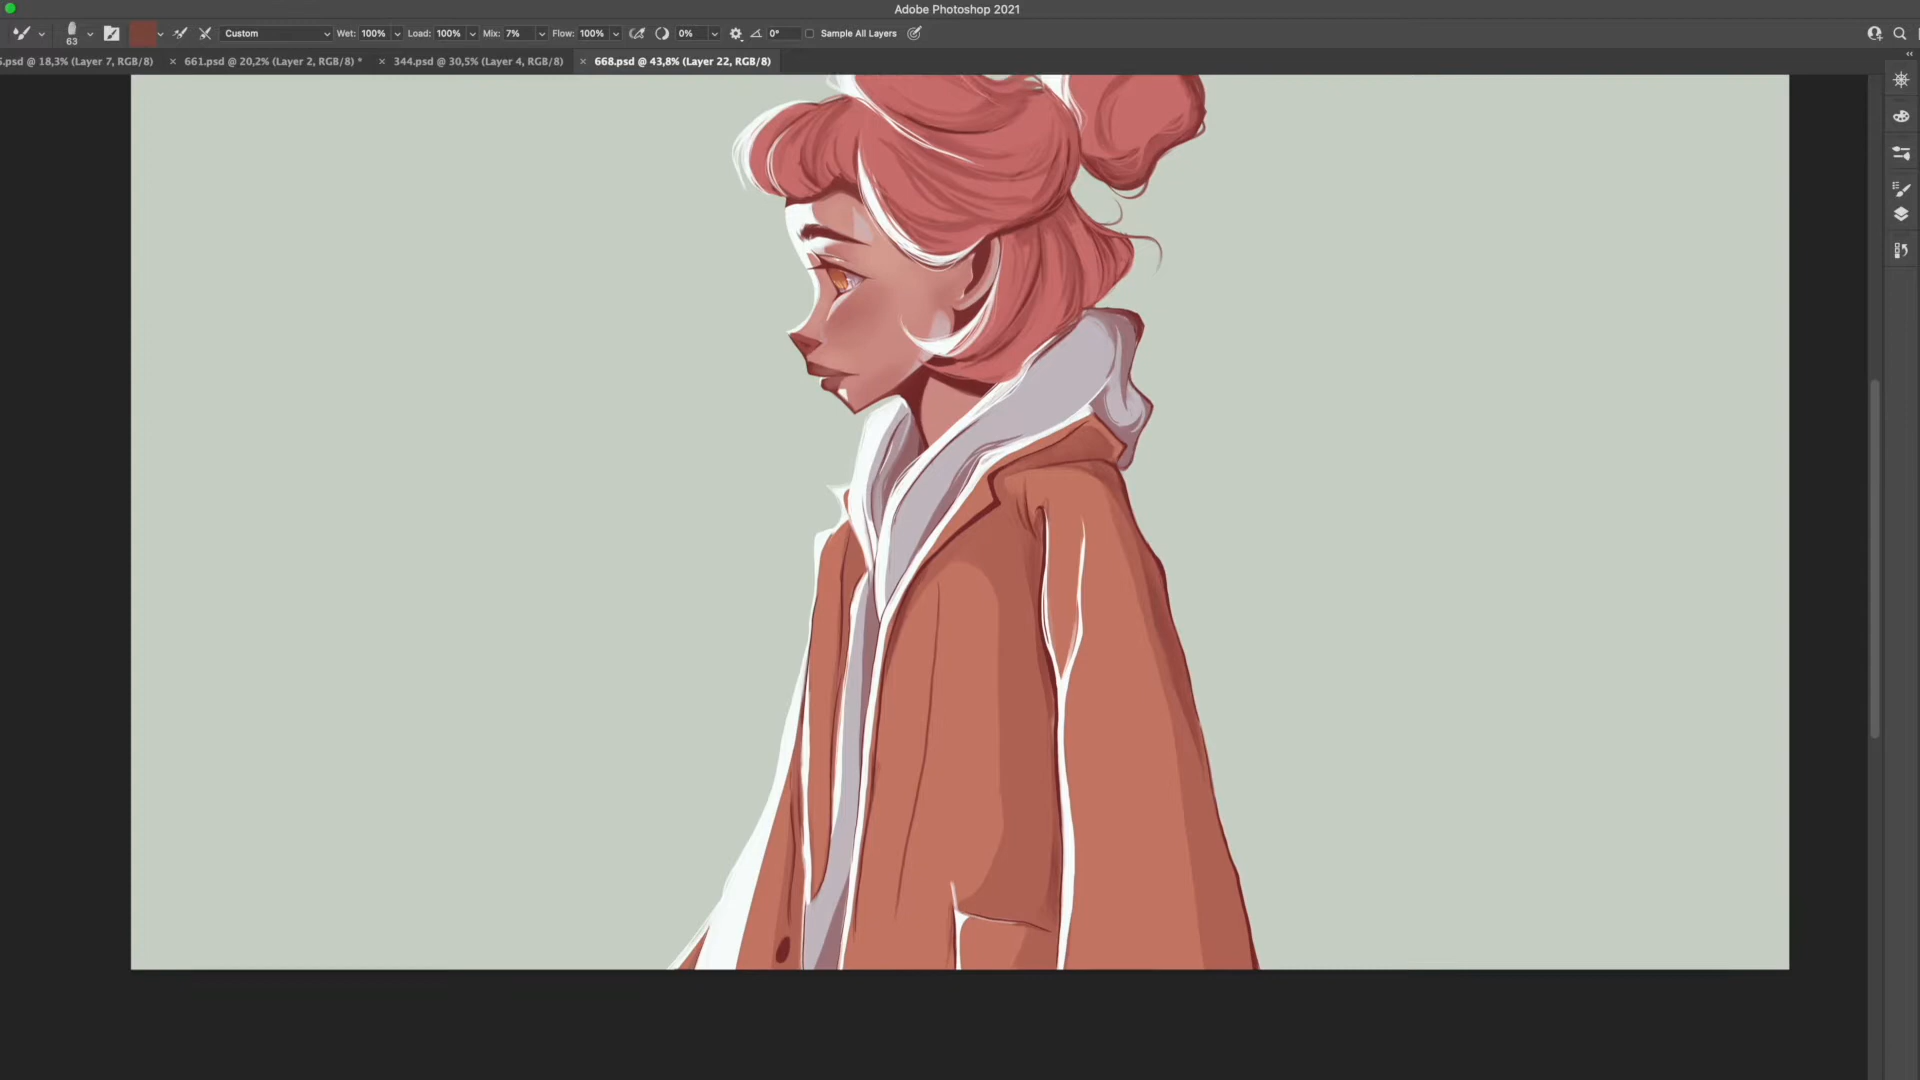 Adobe Photoshop 2021
63 Custom Wet: 100% Load: 100% Mix: 7% Flow: 100% 0% 0° Sample All Layers
.psd @ 18,3% (Layer 7, RGB/8) × 661.psd @ 20,2% (Layer 2, RGB/8) * × 344.psd @ 30,5% (Layer 4, RGB/8) × 668.psd @ 43,8% (Layer 22, RGB/8)